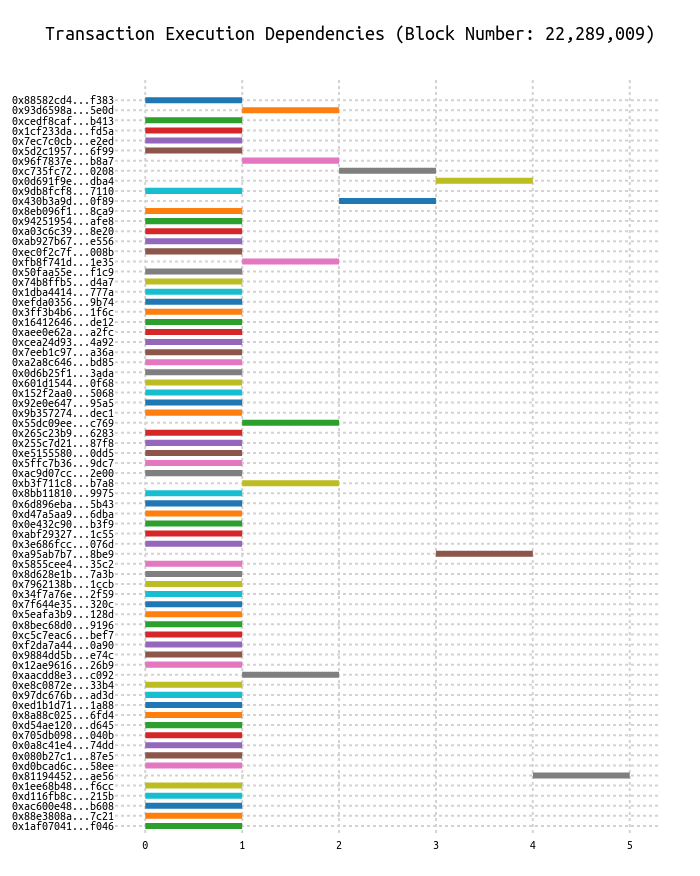 Transaction Execution Dependencies (Block Number: 22,289,009)
0x88582cd4...f383
0x93d6598a...5e0d
0xcedf8caf...b413
0x1cf233da...fd5a
0x7ec7c0cb...e2ed
0x5d2c1957...6f99
0x96f7837e...b8a7
0xc735fc72...0208
0x0d691f9e...dba4
0x9db8fcf8...7110
0x430b3a9d...0f89
0x8eb096f1...8ca9
0x94251954...afe8
0xa03c6c39...8e20
0xab927b67...e556
0xec0f2c7f...008b
0xfb8f741d...1e35
0x50faa55e...f1c9
0x74b8ffb5...d4a7
0x1dba4414...777a
0xefda0356...9b74
0x3ff3b4b6...1f6c
0x16412646...de12
0xaee0e62a...a2fc
0xcea24d93...4a92
0x7eeb1c97...a36a
0xa2a8c646...bd85
0x0d6b25f1...3ada
0x601d1544...0f68
0x152f2aa0...5068
0x92e0e647...95a5
0x9b357274...dec1
0x55dc09ee...c769
0x265c23b9...6283
0x255c7d21...87f8
0xe5155580...0dd5
0x5ffc7b36...9dc7
0xac9d07cc...2e00
0xb3f711c8...b7a8
0x8bb11810...9975
0x6d896eba...5b43
0xd47a5aa9...6dba
0x0e432c90...b3f9
0xabf29327...1c55
0x3e686fcc...076d
0xa95ab7b7...8be9
0x5855cee4...35c2
0x8d628e1b...7a3b
0x7962138b...1ccb
0x34f7a76e...2f59
0x7f644e35...320c
0x5eafa3b9...128d
0x8bec68d0...9196
0xc5c7eac6...bef7
0xf2da7a44...0a90
0x9884dd5b...e74c
0x12ae9616...26b9
0xaacdd8e3...c092
0xe8c0872e...33b4
0x97dc676b...ad3d
0xed1b1d71...1a88
0x8a88c025...6fd4
0xd54ae120...d645
0x705db098...040b
0x0a8c41e4...74dd
0x080b27c1...87e5
0xd0bcad6c...58ee
0x81194452...ae56
0x1ee68b48...f6cc
0xd116fb8c...215b
0xac600e48...b608
0x88e3808a...7c21
0x1af07041...f046
0 1 2 3 4 5